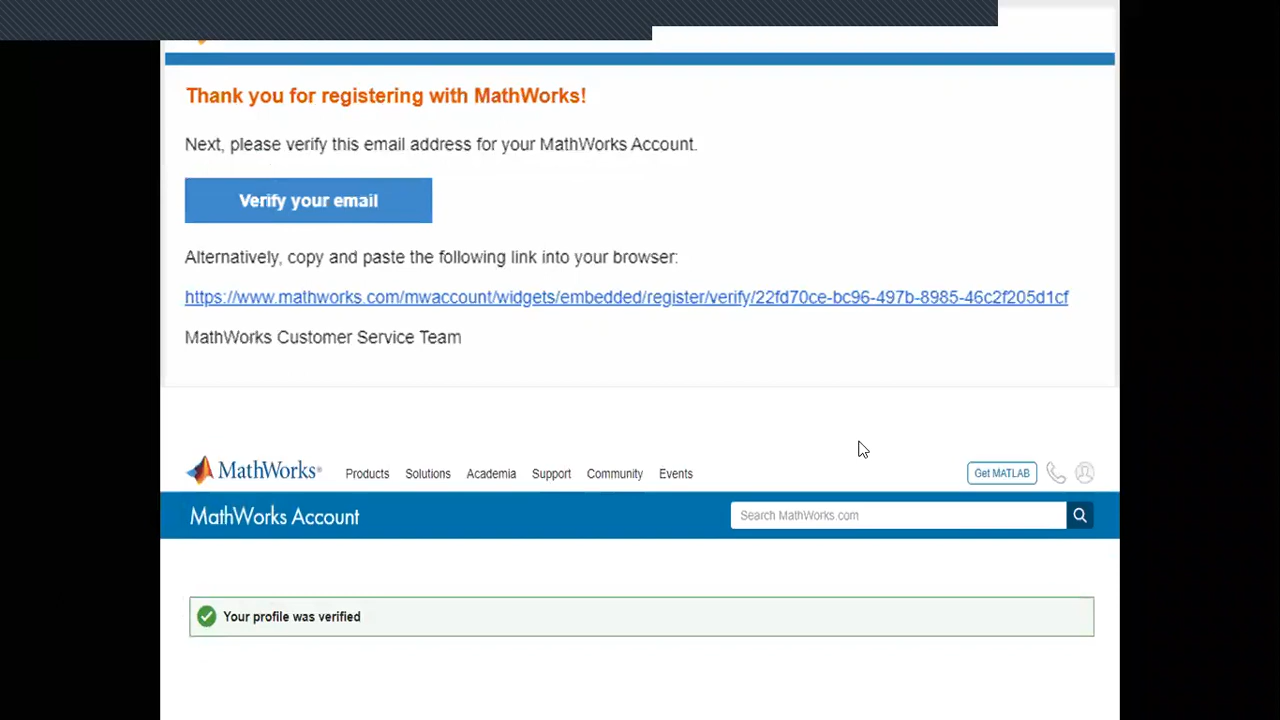 Thank you for registering with MathWorks!
Next, please verify this email address for your MathWorks Account.
Verify your email
Alternatively, copy and paste the following link into your browser:
https://www.mathworks.com/mwaccount/widgets/embedded/register/verify/22fd70ce-bc96-497b-8985-46c2f205d1cf
MathWorks Customer Service Team
MathWorks® Products Solutions Academia Support Community Events Get MATLAB
MathWorks Account Search MathWorks.com
Your profile was verified